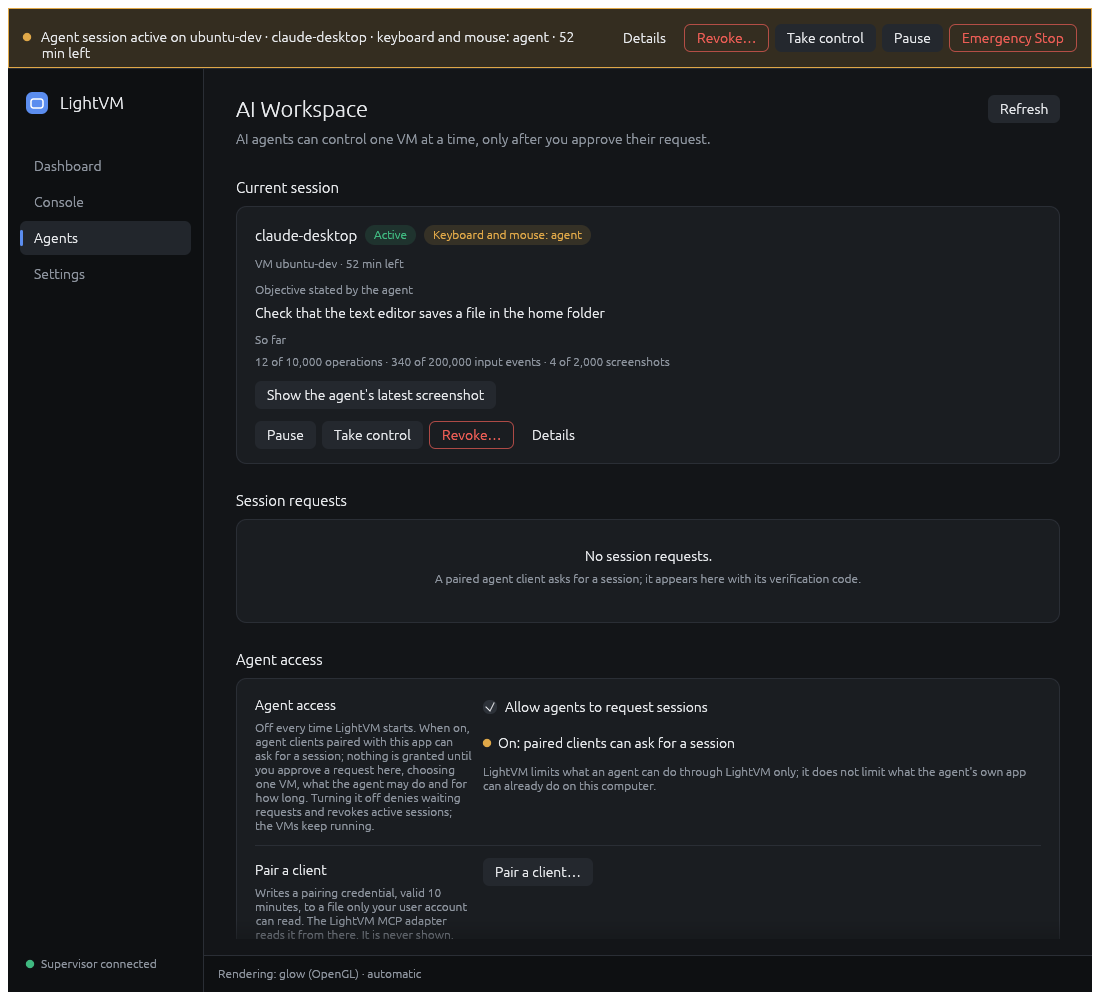 Agent session active on ubuntu-dev · claude-desktop · keyboard and mouse: agent · 52
min left
Details
Revoke…
Take control
Pause
Emergency Stop
LightVM
Dashboard
Console
Agents
Settings
Supervisor connected
AI Workspace
Refresh
AI agents can control one VM at a time, only after you approve their request.
Current session
claude-desktop Active Keyboard and mouse: agent
VM ubuntu-dev · 52 min left
Objective stated by the agent
Check that the text editor saves a file in the home folder
So far
12 of 10,000 operations · 340 of 200,000 input events · 4 of 2,000 screenshots
Show the agent's latest screenshot
Pause Take control Revoke… Details
Session requests
No session requests.
A paired agent client asks for a session; it appears here with its verification code.
Agent access
Agent access
Off every time LightVM starts. When on,
agent clients paired with this app can
ask for a session; nothing is granted until
you approve a request here, choosing
one VM, what the agent may do and for
how long. Turning it off denies waiting
requests and revokes active sessions;
the VMs keep running.
Allow agents to request sessions
On: paired clients can ask for a session
LightVM limits what an agent can do through LightVM only; it does not limit what the agent's own app
can already do on this computer.
Pair a client
Writes a pairing credential, valid 10
minutes, to a file only your user account
can read. The LightVM MCP adapter
reads it from there. It is never shown.
Pair a client…
Rendering: glow (OpenGL) · automatic